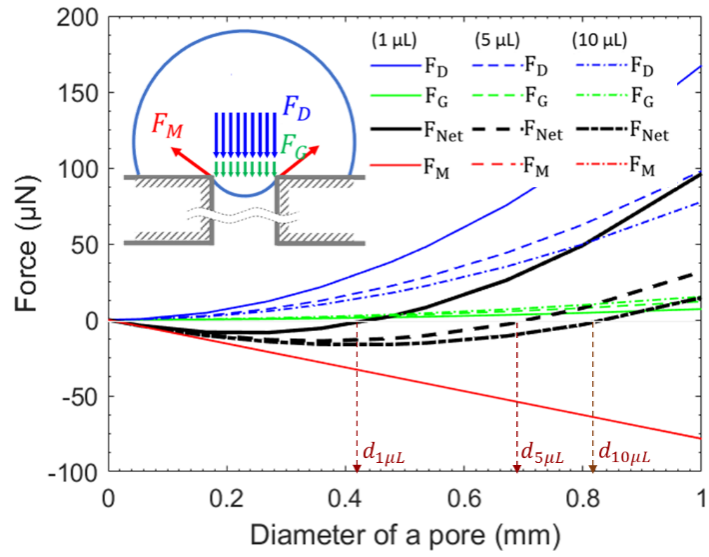 200
150
100
50
0
-50
-100
Force (µN)
(1 µL) (5 µL) (10 µL)
F_D F_D F_D
F_G F_G F_G
F_Net F_Net F_Net
F_M F_M F_M
F_M F_D
F_G
d_1µL d_5µL d_10µL
0 0.2 0.4 0.6 0.8 1
Diameter of a pore (mm)